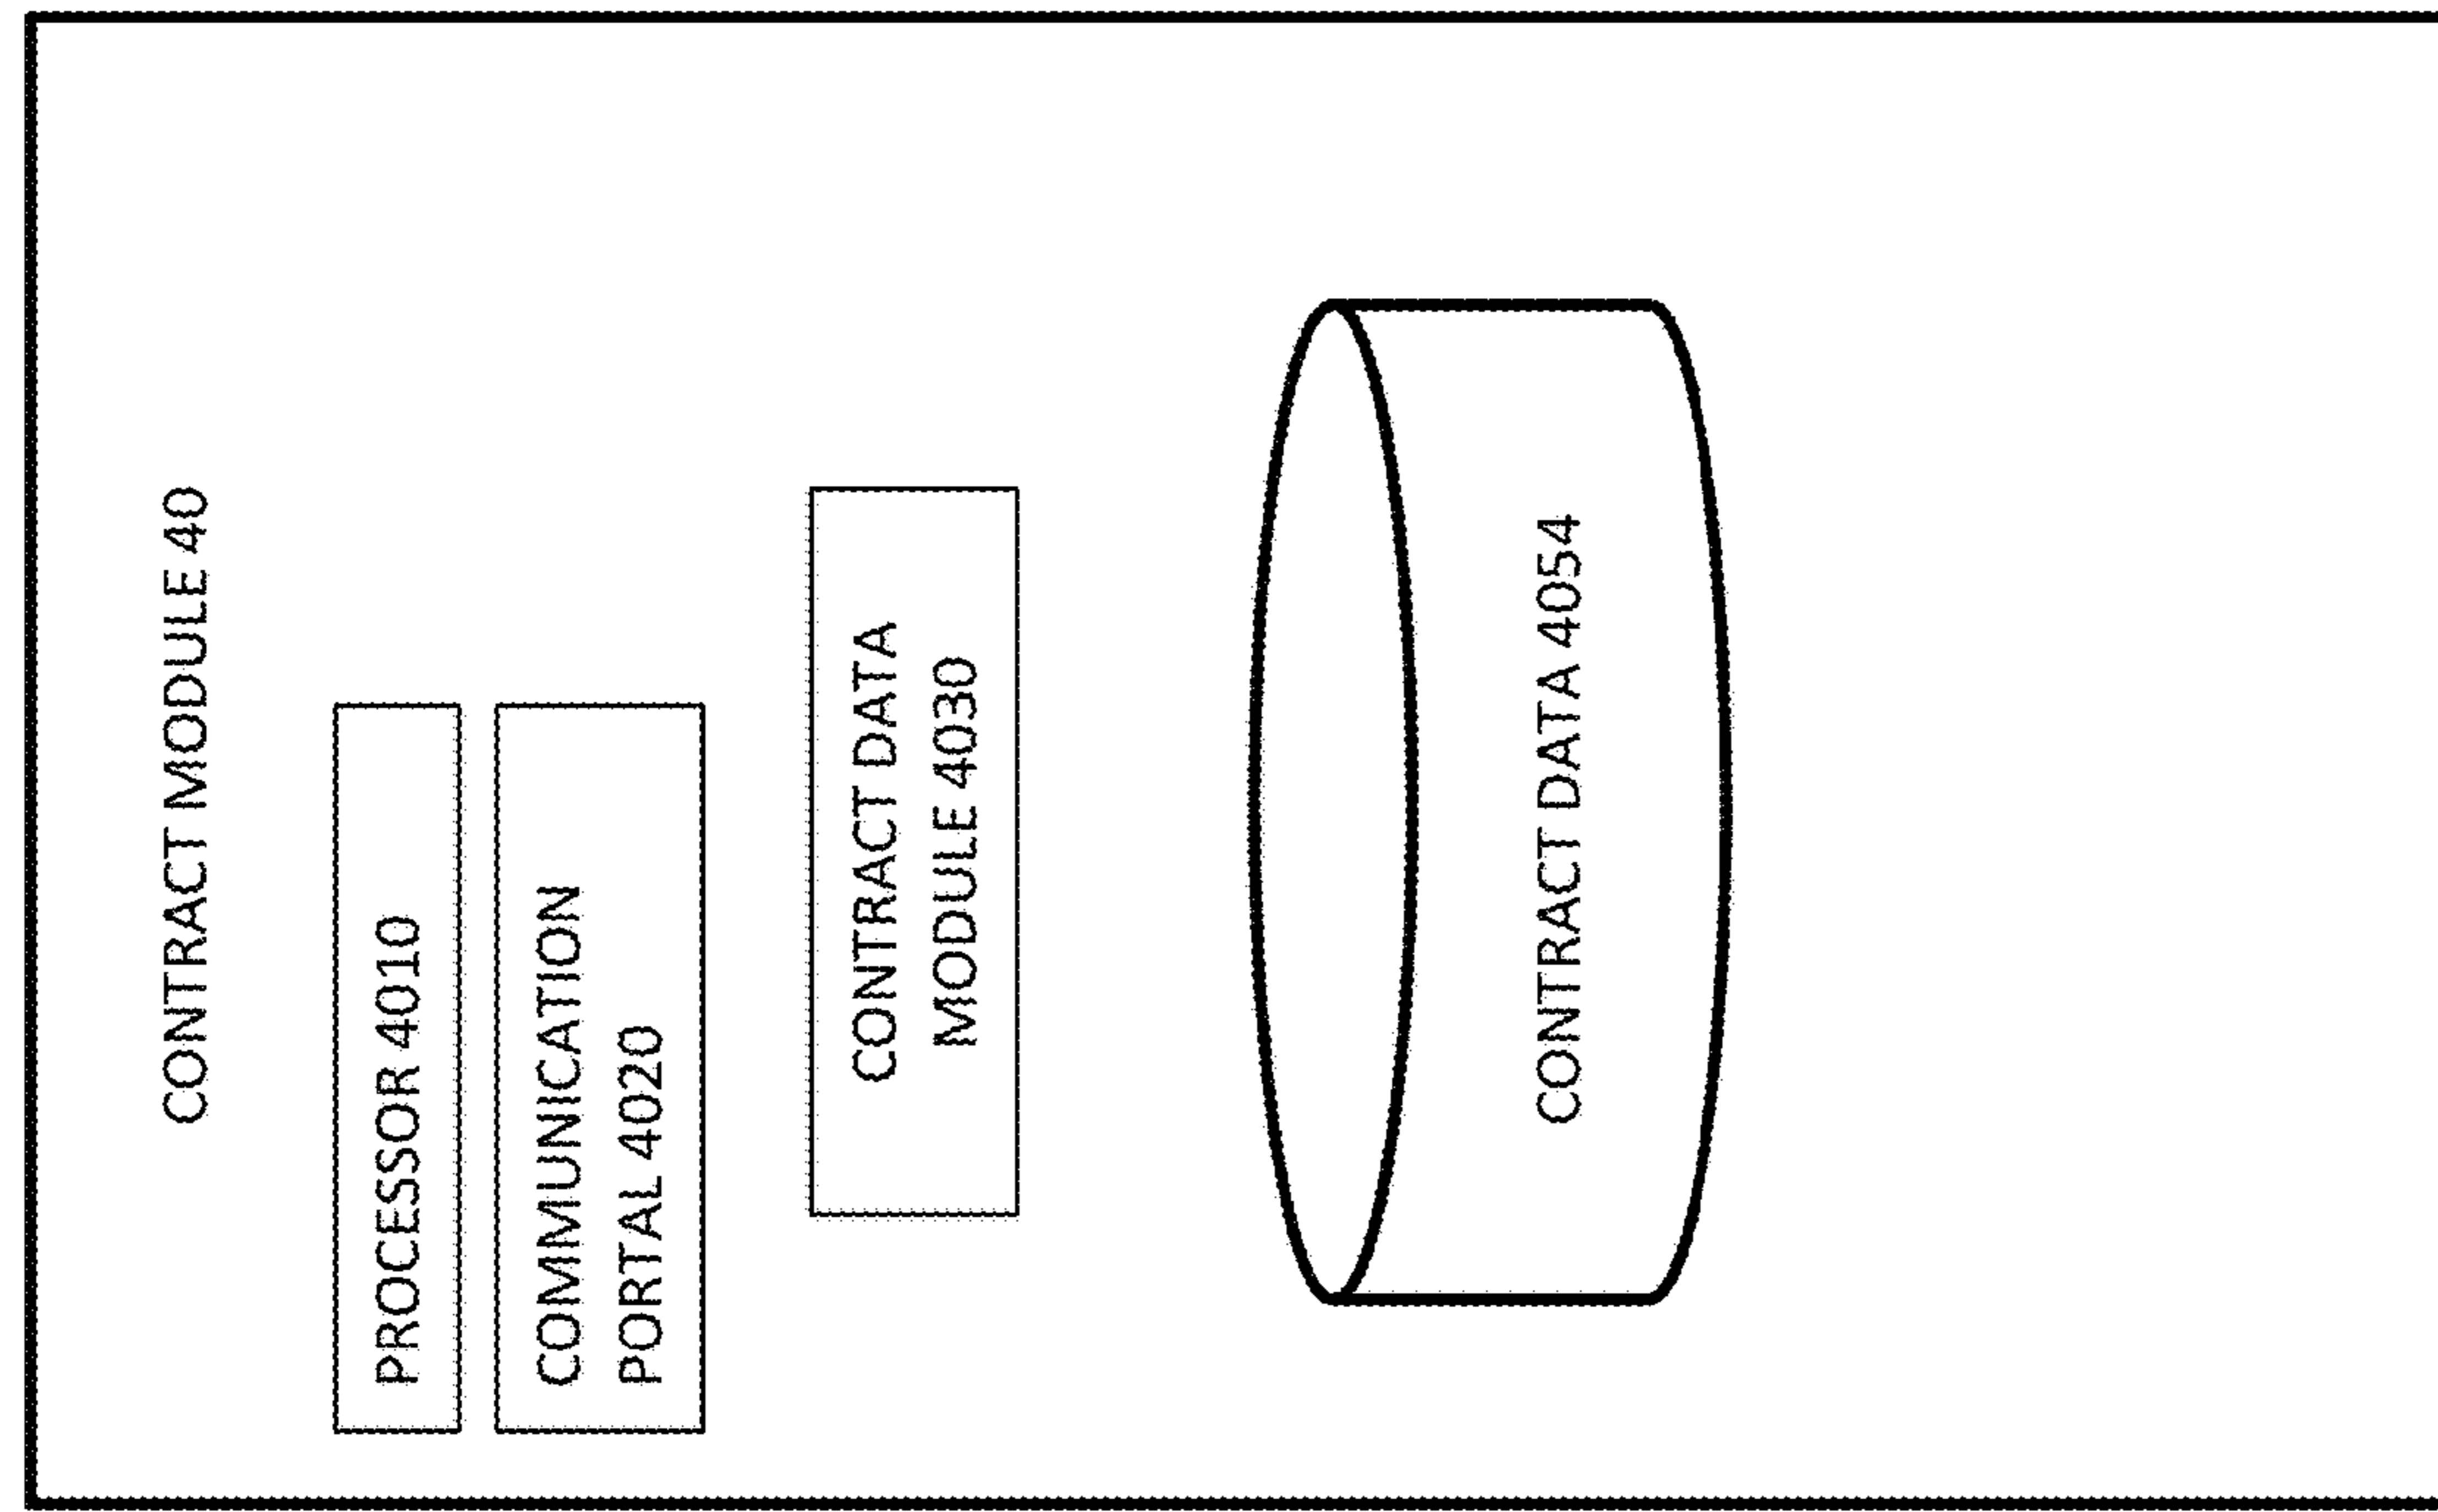 CONTRACT MODULE 40
PROCESSOR 4010
COMMUNICATION
PORTAL 4020
CONTRACT DATA
MODULE 4030
CONTRACT DATA 4054